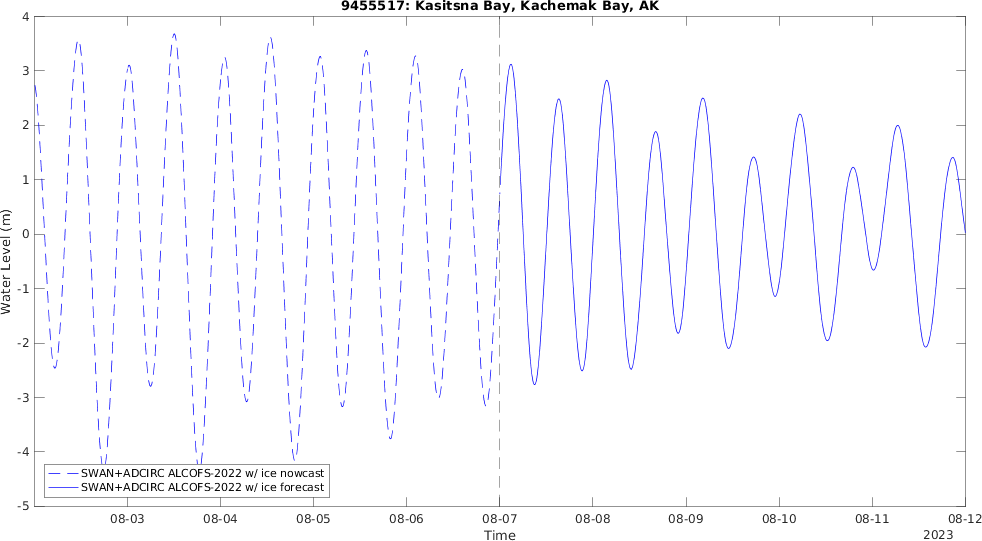 9455517: Kasitsna Bay, Kachemak Bay, AK
4
3
2
1
0
-1
-2
-3
-4
-5
Water Level (m)
SWAN+ADCIRC ALCOFS-2022 w/ ice nowcast
SWAN+ADCIRC ALCOFS-2022 w/ ice forecast
08-03 08-04 08-05 08-06 08-07 08-08 08-09 08-10 08-11 08-12
Time
2023